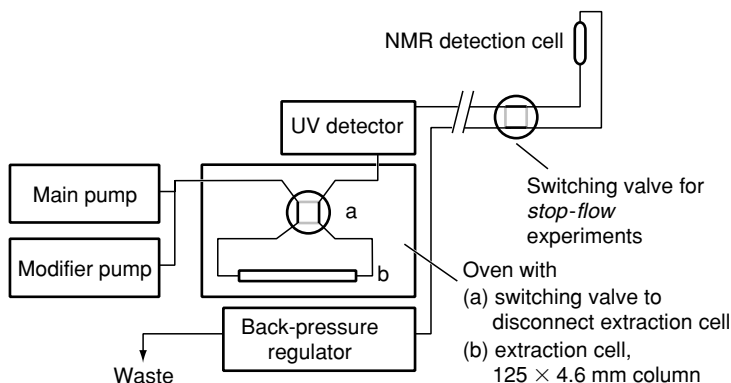 NMR detection cell
UV detector
Main pump
Modifier pump
a
b
Switching valve for
stop-flow
experiments
Oven with
(a) switching valve to
disconnect extraction cell
(b) extraction cell,
125 × 4.6 mm column
Back-pressure
regulator
Waste